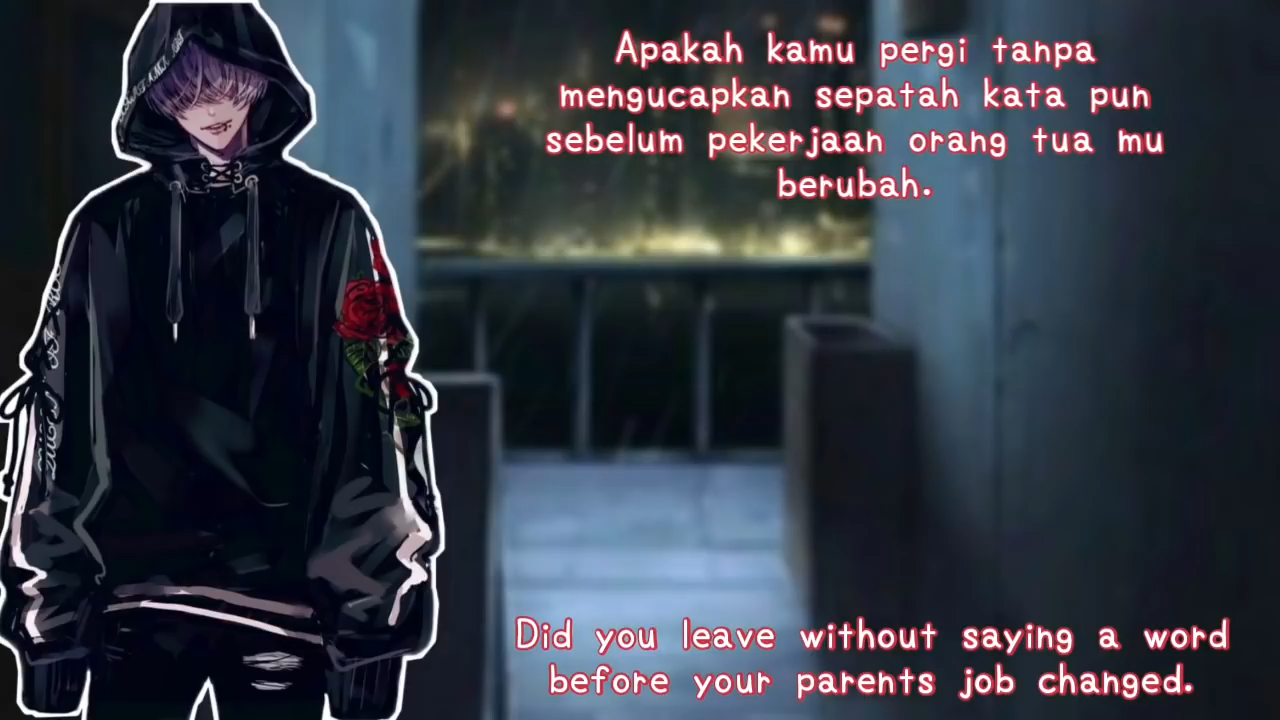 Apakah kamu pergi tanpa
mengucapkan sepatah kata pun
sebelum pekerjaan orang tua mu
berubah.
Did you leave without saying a word
before your parents job changed.